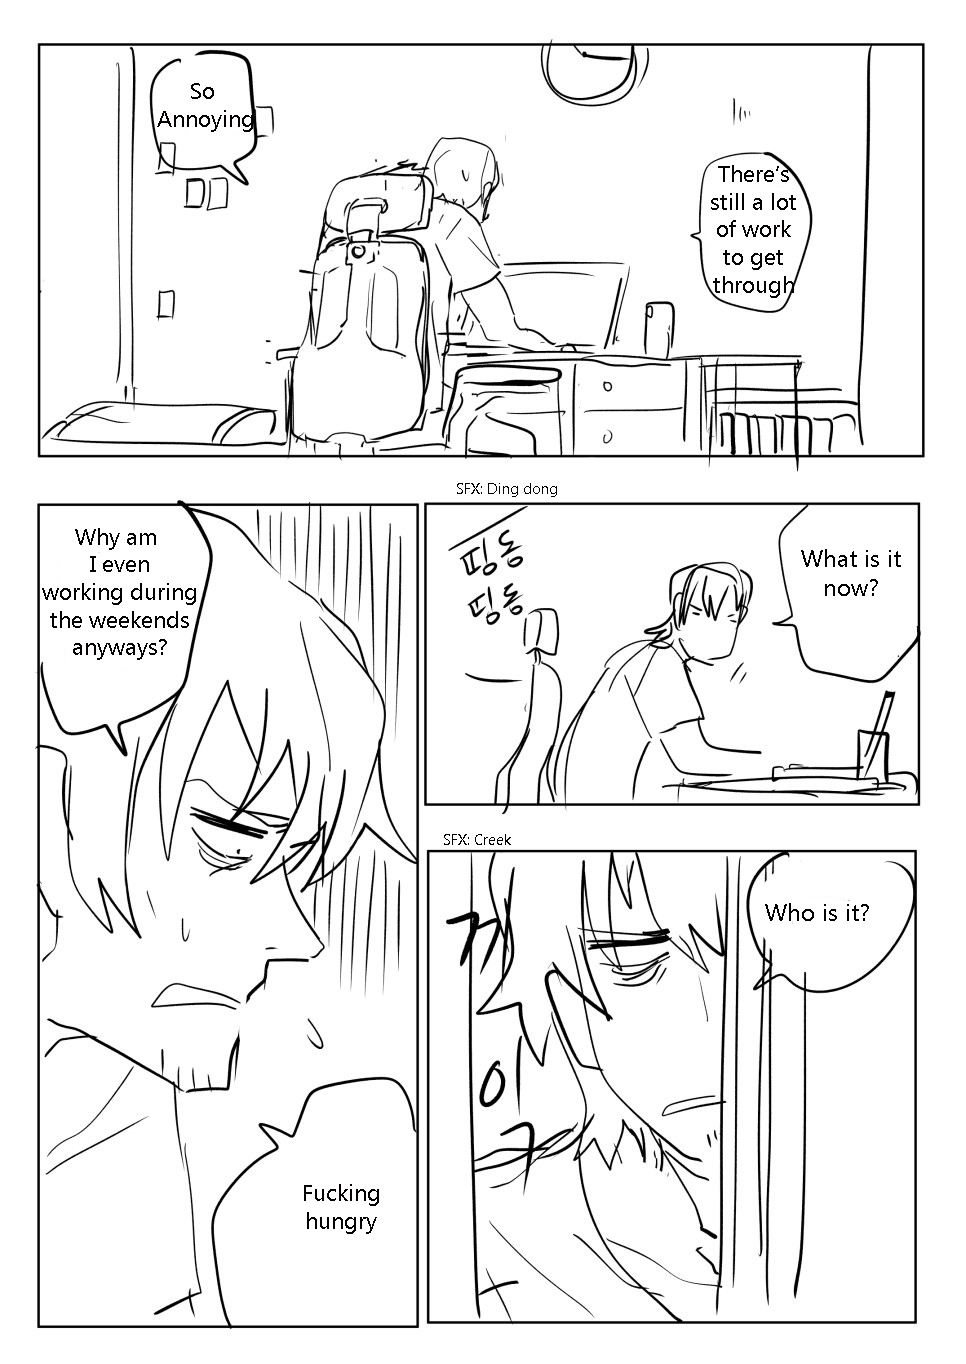 So
Annoying
There's
still a lot
of work
to get
through
Why am
I even
working during
the weekends
anyways?
Fucking
hungry
SFX: Ding dong
띵동
띵동
What is it
now?
SFX: Creek
끼
이
Who is it?